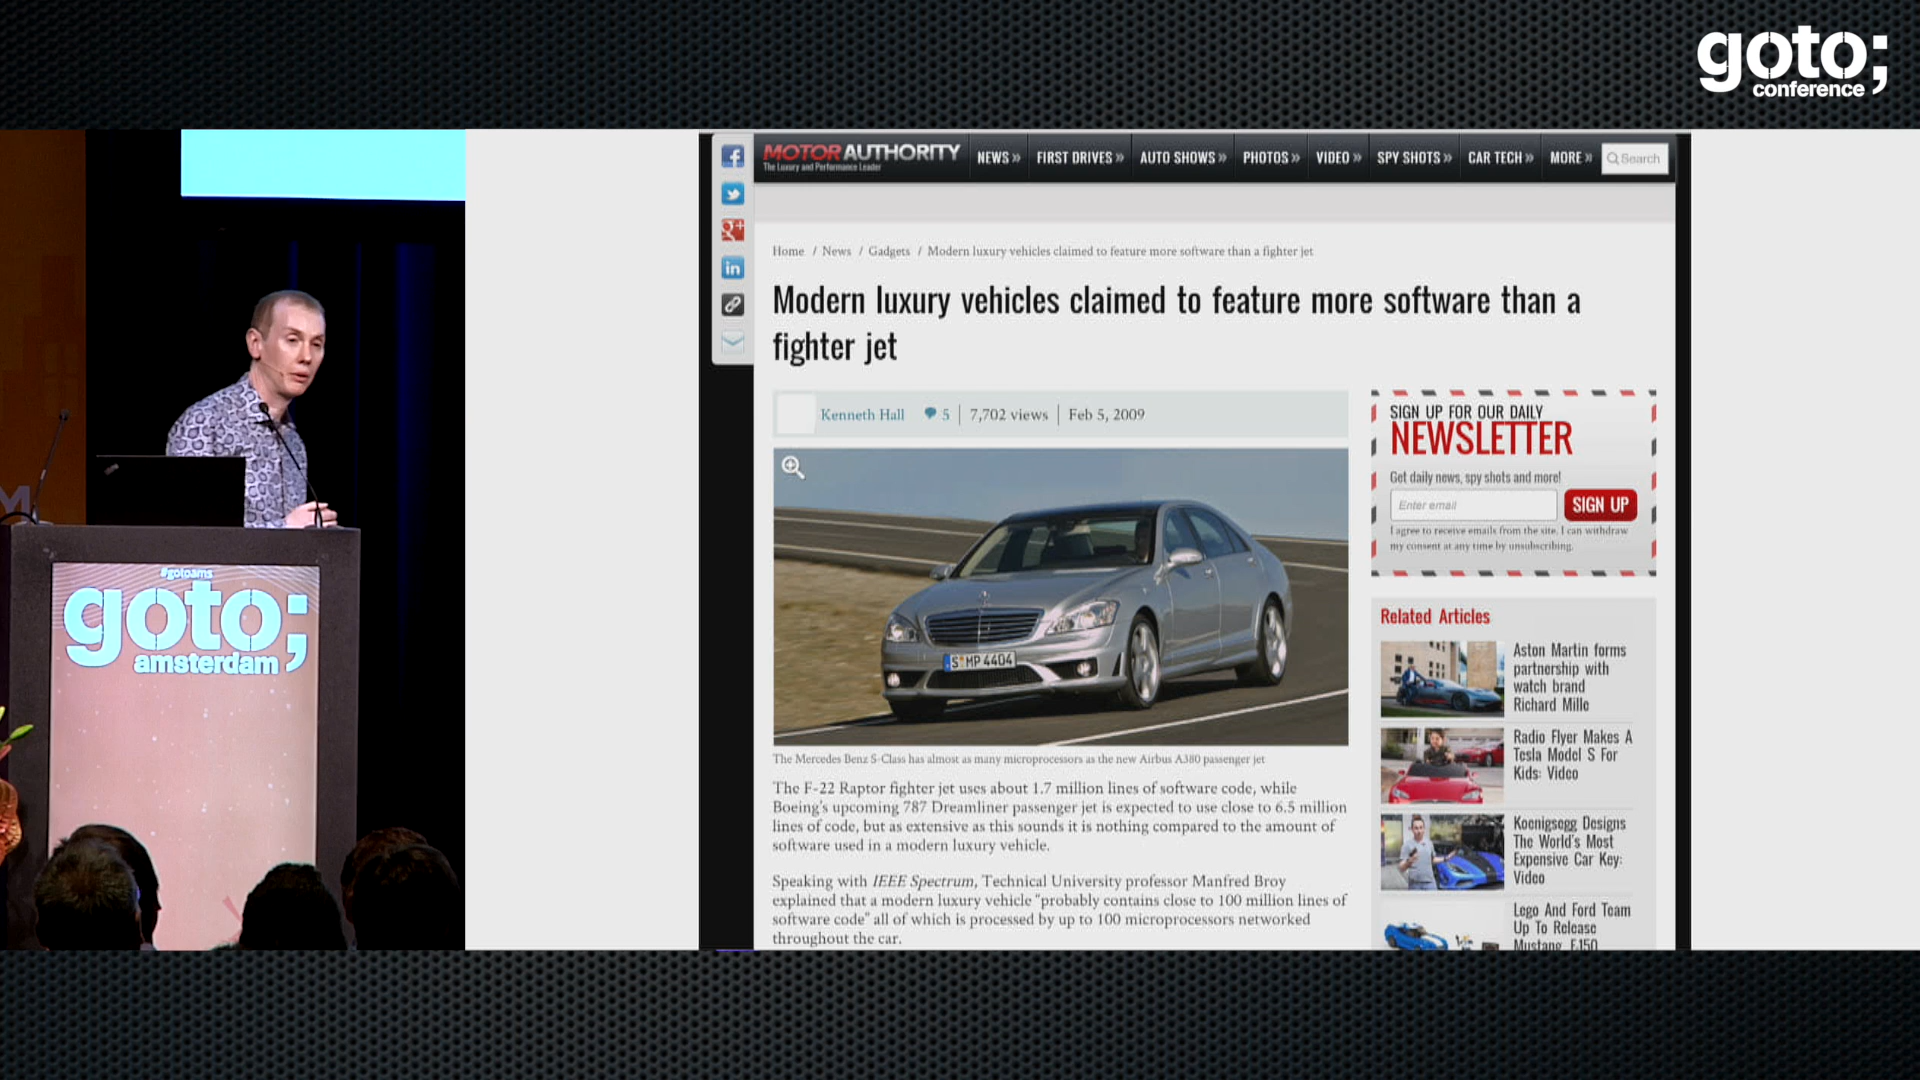 goto;
conference
MOTOR AUTHORITY
The Luxury and Performance Leader
NEWS »
FIRST DRIVES »
AUTO SHOWS »
PHOTOS »
VIDEO »
SPY SHOTS »
CAR TECH »
MORE »
Search
f
g+
in
Home / News / Gadgets / Modern luxury vehicles claimed to feature more software than a fighter jet
Modern luxury vehicles claimed to feature more software than a
fighter jet
Kenneth Hall 5 | 7,702 views | Feb 5, 2009
S MP 4404
The Mercedes Benz S-Class has almost as many microprocessors as the new Airbus A380 passenger jet
The F-22 Raptor fighter jet uses about 1.7 million lines of software code, while
Boeing's upcoming 787 Dreamliner passenger jet is expected to use close to 6.5 million
lines of code, but as extensive as this sounds it is nothing compared to the amount of
software used in a modern luxury vehicle.
Speaking with IEEE Spectrum, Technical University professor Manfred Broy
explained that a modern luxury vehicle "probably contains close to 100 million lines of
software code" all of which is processed by up to 100 microprocessors networked
throughout the car.
SIGN UP FOR OUR DAILY
NEWSLETTER
Get daily news, spy shots and more!
Enter email
SIGN UP
I agree to receive emails from the site. I can withdraw
my consent at any time by unsubscribing.
Related Articles
Aston Martin forms
partnership with
watch brand
Richard Mille
Radio Flyer Makes A
Tesla Model S For
Kids: Video
Koenigsegg Designs
The World's Most
Expensive Car Key:
Video
Lego And Ford Team
Up To Release
Mustang, F-150
M
#gotoams
goto;
amsterdam